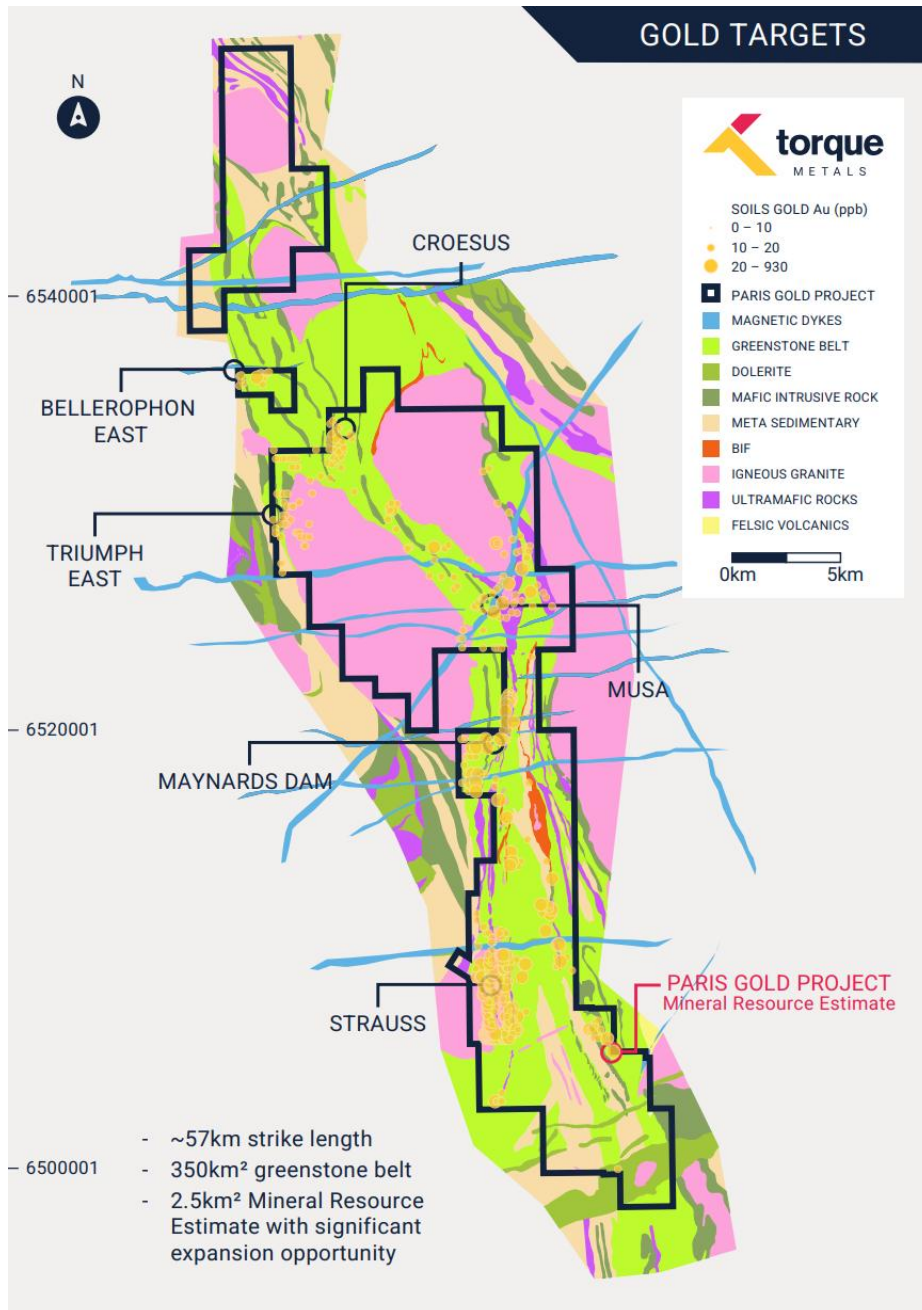 GOLD TARGETS
N
torque
METALS
SOILS GOLD Au (ppb)
0 – 10
10 – 20
20 – 930
PARIS GOLD PROJECT
MAGNETIC DYKES
GREENSTONE BELT
DOLERITE
MAFIC INTRUSIVE ROCK
META SEDIMENTARY
BIF
IGNEOUS GRANITE
ULTRAMAFIC ROCKS
FELSIC VOLCANICS
0km 5km
CROESUS
6540001
BELLEROPHON
EAST
TRIUMPH
EAST
MUSA
6520001
MAYNARDS DAM
PARIS GOLD PROJECT
Mineral Resource Estimate
STRAUSS
6500001
- ~57km strike length
- 350km² greenstone belt
- 2.5km² Mineral Resource
Estimate with significant
expansion opportunity